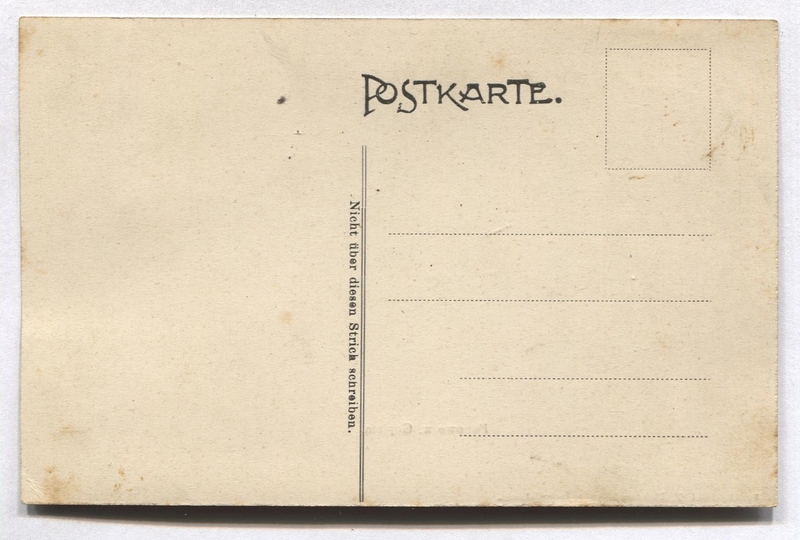 POSTKARTE.
Nicht über diesen Strich schreiben.